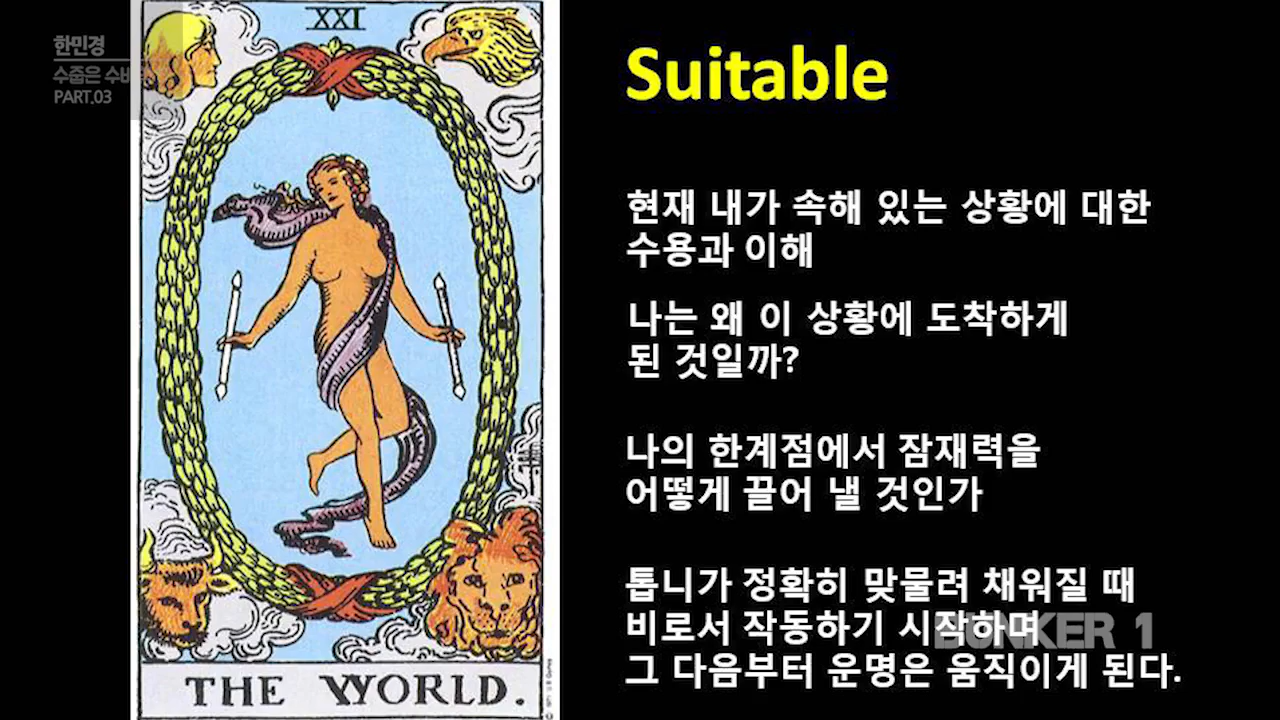 한민경
수줍은 수비
PART.03
XXI
THE WORLD.
Suitable
현재 내가 속해 있는 상황에 대한
수용과 이해
나는 왜 이 상황에 도착하게
된 것일까?
나의 한계점에서 잠재력을
어떻게 끌어 낼 것인가
톱니가 정확히 맞물려 채워질 때
비로서 작동하기 시작하며
그 다음부터 운명은 움직이게 된다.
BUNKER 1